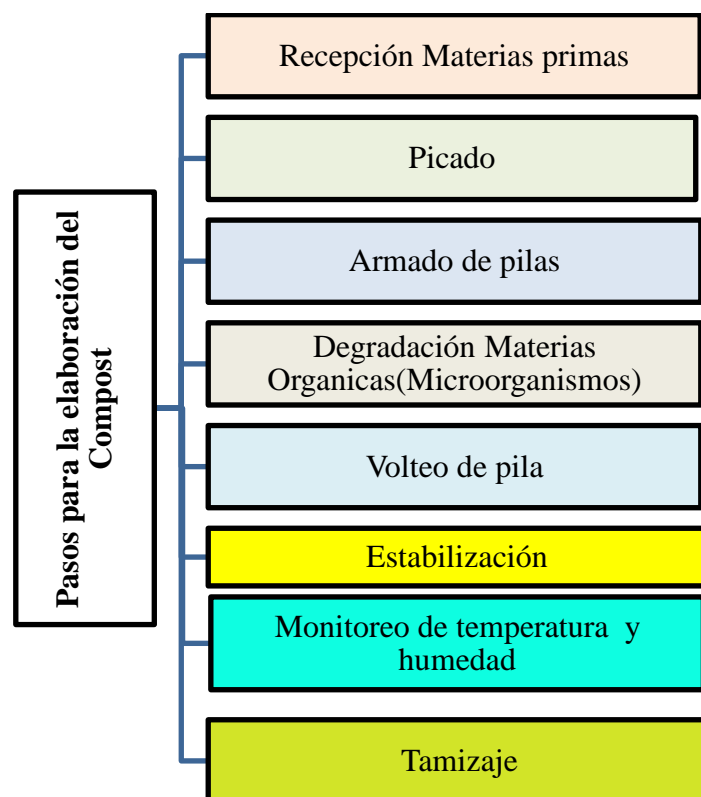 Pasos para la elaboración del
Compost
Recepción Materias primas
Picado
Armado de pilas
Degradación Materias
Organicas(Microorganismos)
Volteo de pila
Estabilización
Monitoreo de temperatura y
humedad
Tamizaje